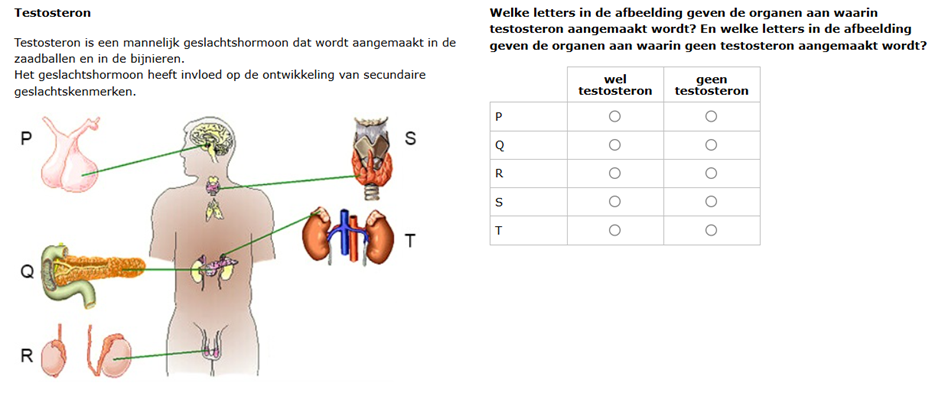 Testosteron
Testosteron is een mannelijk geslachtshormoon dat wordt aangemaakt in de
zaadballen en in de bijnieren.
Het geslachtshormoon heeft invloed op de ontwikkeling van secundaire
geslachtskenmerken.
P
S
T
Q
R
Welke letters in de afbeelding geven de organen aan waarin
testosteron aangemaakt wordt? En welke letters in de afbeelding
geven de organen aan waarin geen testosteron aangemaakt wordt?
wel
testosteron
geen
testosteron
P
Q
R
S
T